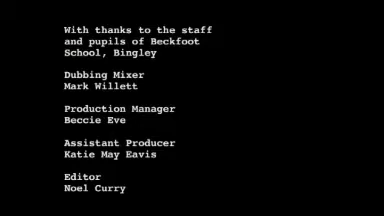 With thanks to the staff
and pupils of Beckfoot
School, Bingley
Dubbing Mixer
Mark Willett
Production Manager
Beccie Eve
Assistant Producer
Katie May Eavis
Editor
Noel Curry